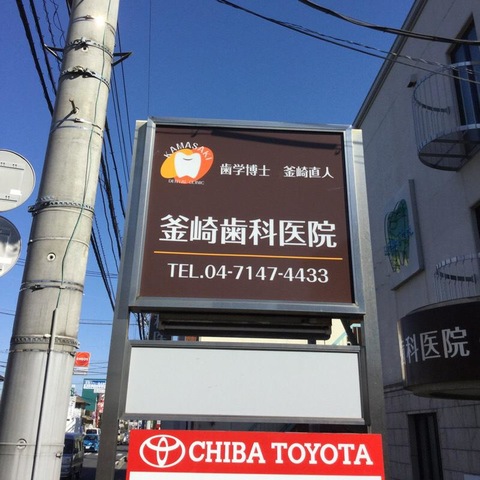 KAMASAKI
DENTAL CLINIC
歯学博士 釜崎直人
釜崎歯科医院
TEL.04-7147-4433
歯科医院
CHIBA TOYOTA